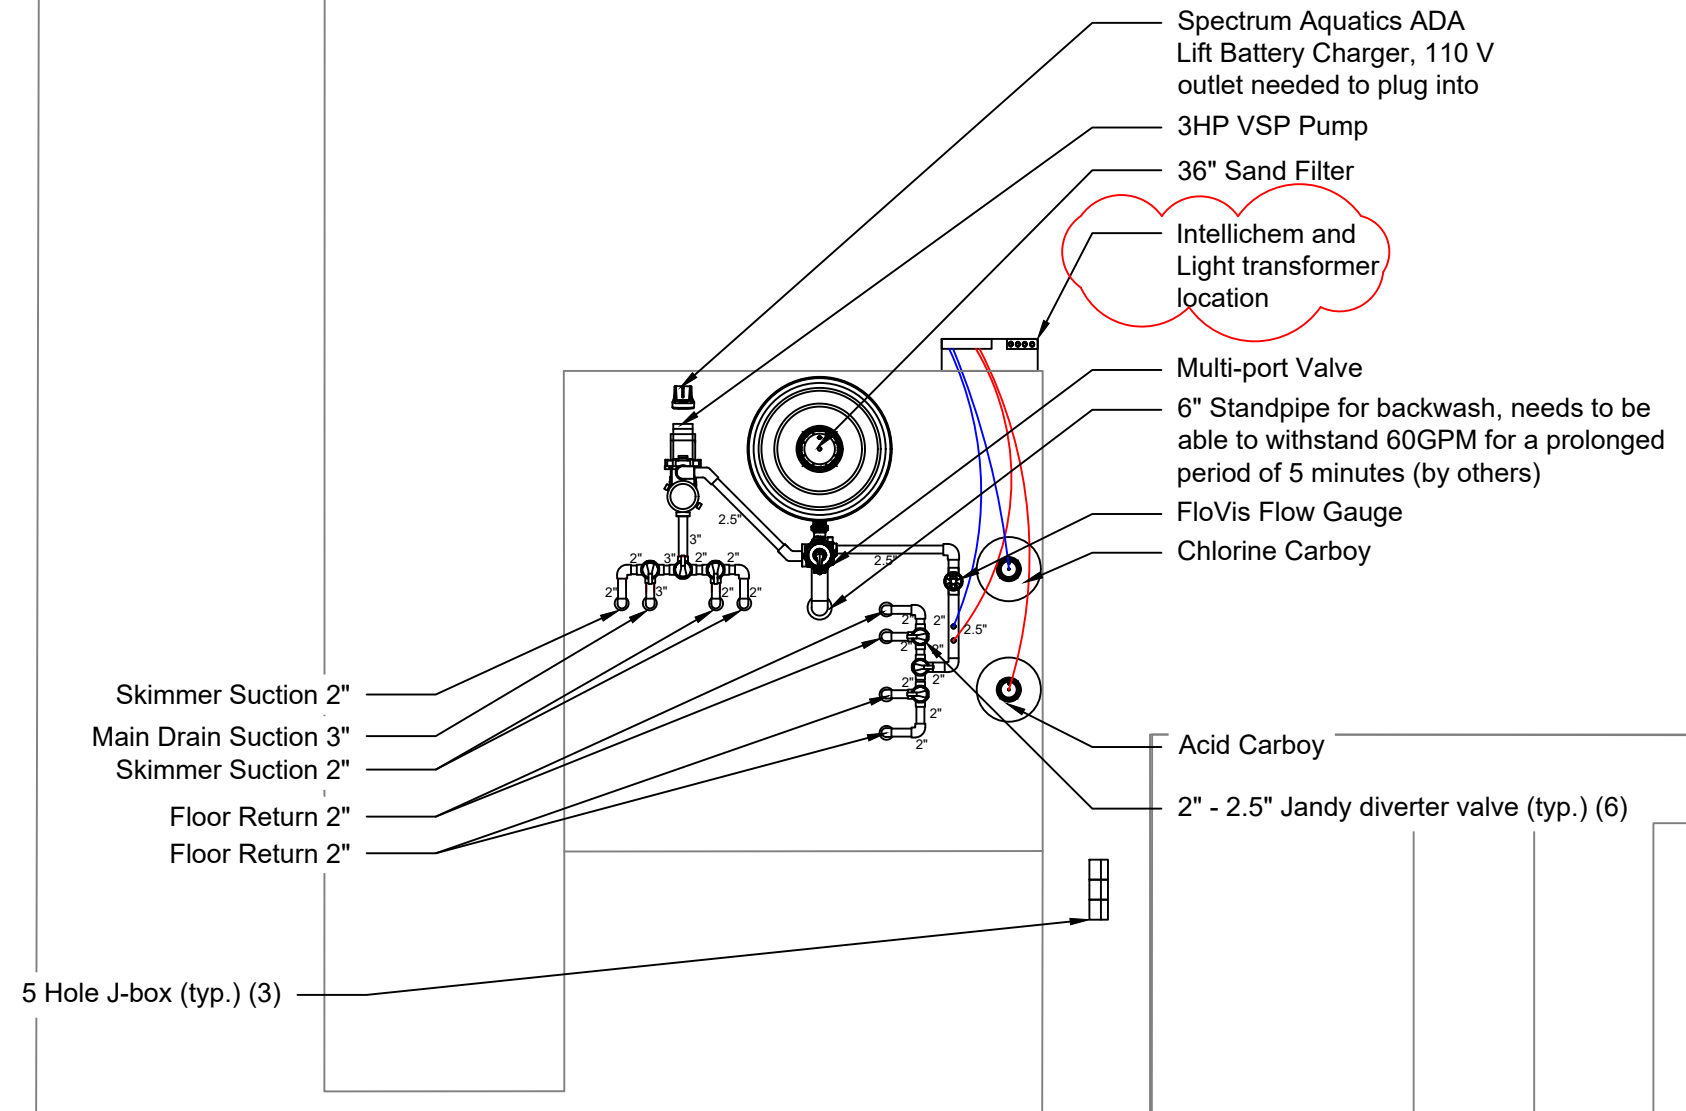 Spectrum Aquatics ADA
Lift Battery Charger, 110 V
outlet needed to plug into
3HP VSP Pump
36" Sand Filter
Intellichem and
Light transformer
location
Multi-port Valve
6" Standpipe for backwash, needs to be
able to withstand 60GPM for a prolonged
period of 5 minutes (by others)
FloVis Flow Gauge
Chlorine Carboy
2.5"
3"
2.5"
2" 3" 2" 2"
2" 3" 2" 2"
2" 2"
2.5"
2" 2"
2" 2"
2"
2"
Skimmer Suction 2"
Main Drain Suction 3"
Skimmer Suction 2"
Floor Return 2"
Floor Return 2"
Acid Carboy
2" - 2.5" Jandy diverter valve (typ.) (6)
5 Hole J-box (typ.) (3)